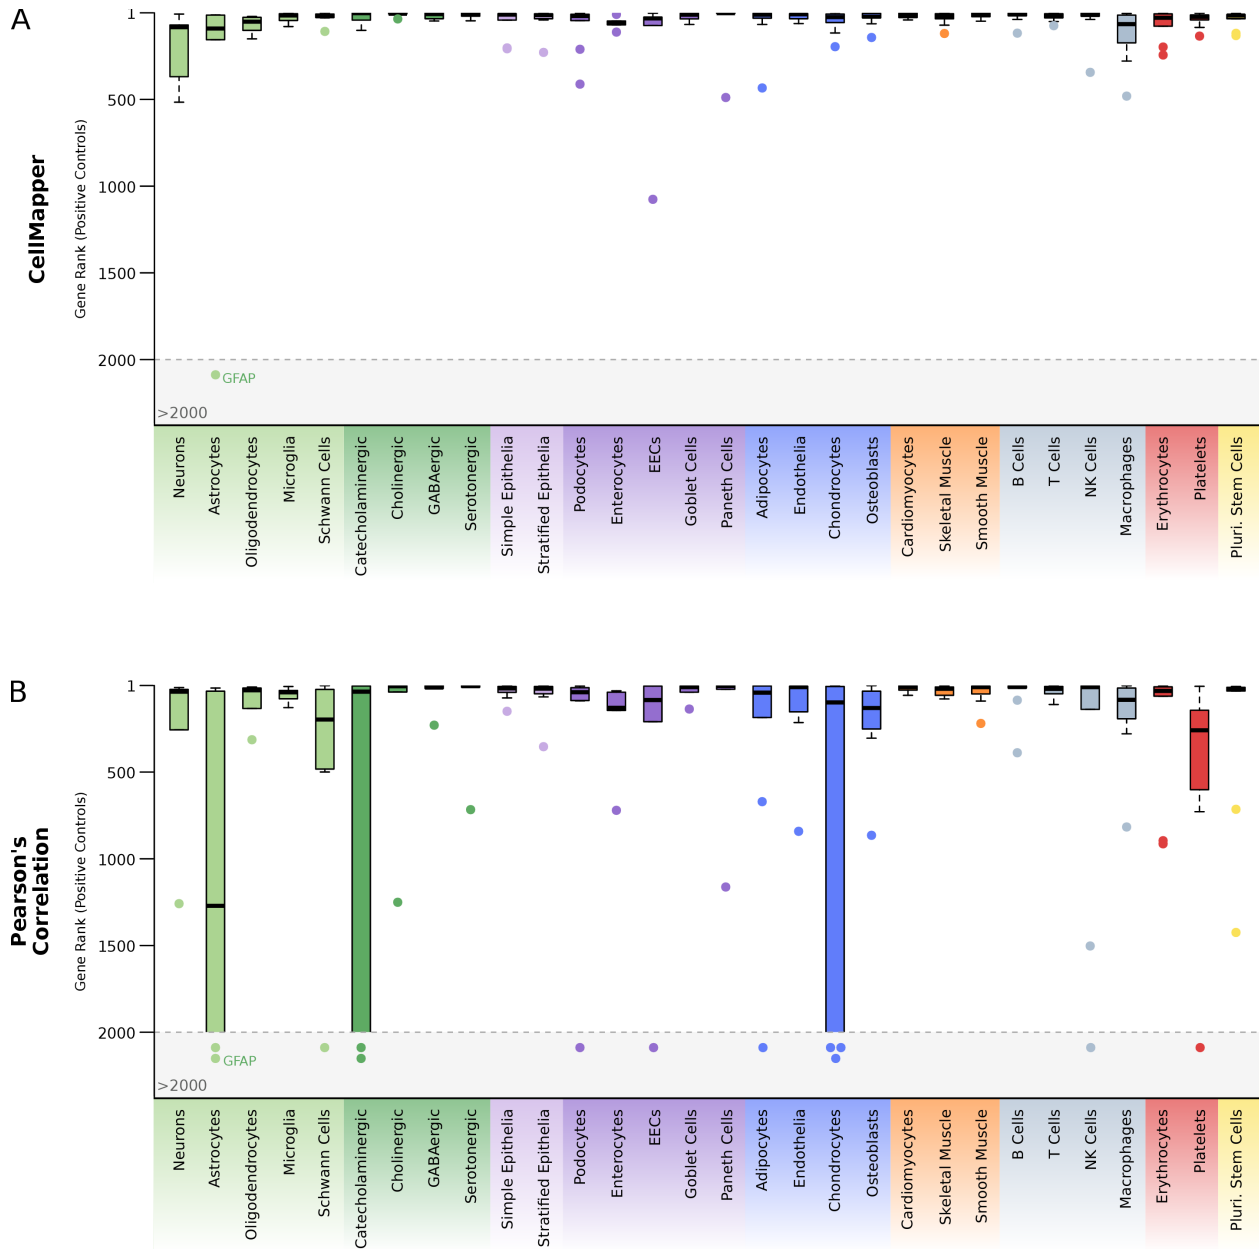 A
CellMapper
Gene Rank (Positive Controls)
1
500
1000
1500
2000
GFAP
>2000
Neurons
Astrocytes
Oligodendrocytes
Microglia
Schwann Cells
Catecholaminergic
Cholinergic
GABAergic
Serotonergic
Simple Epithelia
Stratified Epithelia
Podocytes
Enterocytes
EECs
Goblet Cells
Paneth Cells
Adipocytes
Endothelia
Chondrocytes
Osteoblasts
Cardiomyocytes
Skeletal Muscle
Smooth Muscle
B Cells
T Cells
NK Cells
Macrophages
Erythrocytes
Platelets
Pluri. Stem Cells
B
Pearson's
Correlation
Gene Rank (Positive Controls)
1
500
1000
1500
2000
GFAP
>2000
Neurons
Astrocytes
Oligodendrocytes
Microglia
Schwann Cells
Catecholaminergic
Cholinergic
GABAergic
Serotonergic
Simple Epithelia
Stratified Epithelia
Podocytes
Enterocytes
EECs
Goblet Cells
Paneth Cells
Adipocytes
Endothelia
Chondrocytes
Osteoblasts
Cardiomyocytes
Skeletal Muscle
Smooth Muscle
B Cells
T Cells
NK Cells
Macrophages
Erythrocytes
Platelets
Pluri. Stem Cells